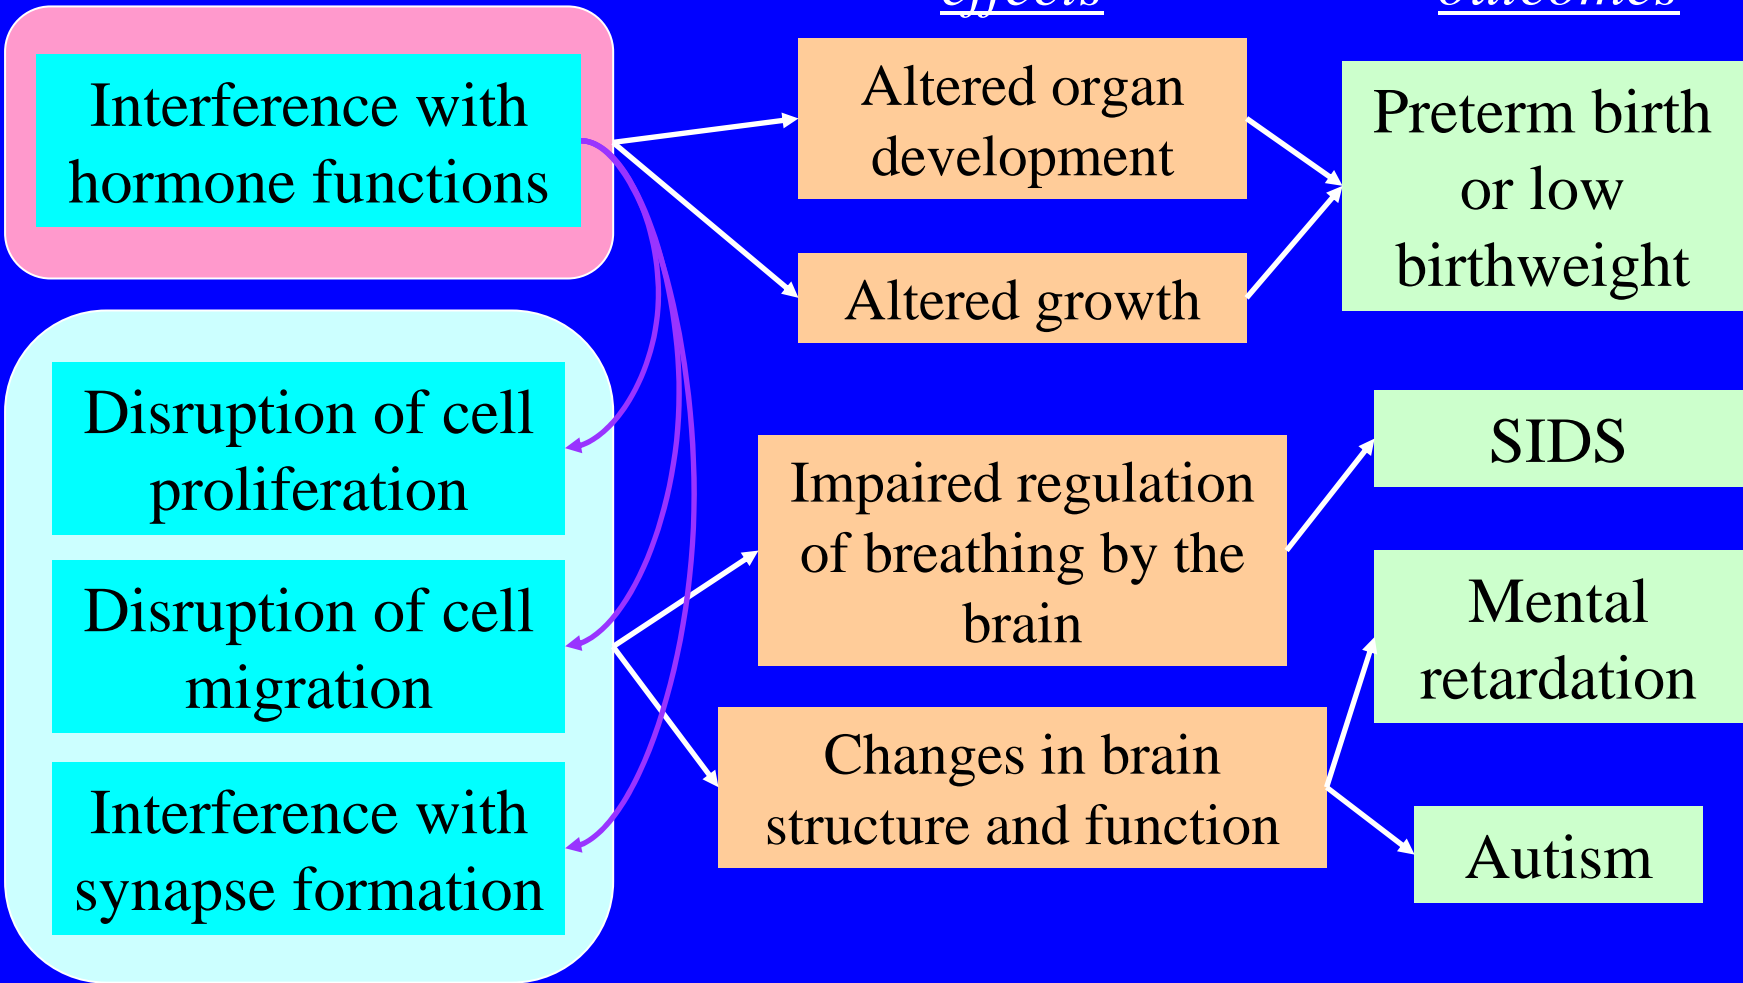 effects
outcomes
Interference with
hormone functions
Altered organ
development
Preterm birth
or low
birthweight
Altered growth
Disruption of cell
proliferation
SIDS
Impaired regulation
of breathing by the
brain
Disruption of cell
migration
Mental
retardation
Changes in brain
structure and function
Interference with
synapse formation
Autism